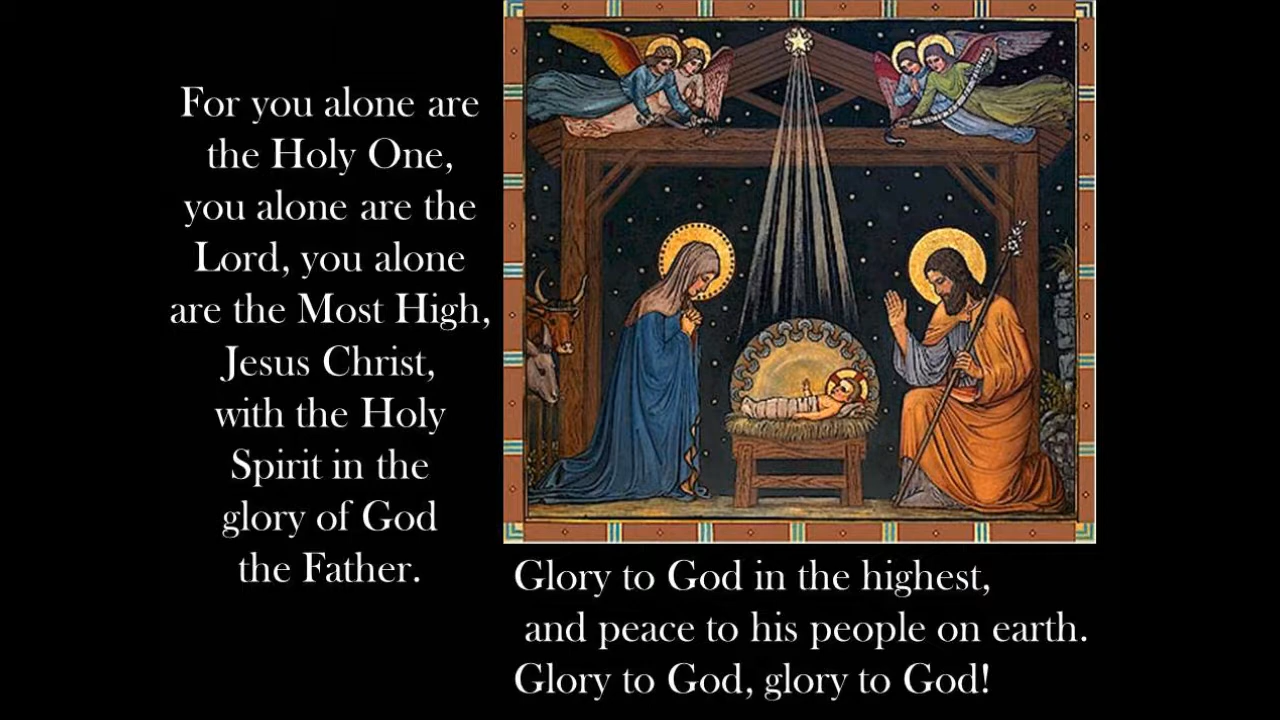 For you alone are
the Holy One,
you alone are the
Lord, you alone
are the Most High,
Jesus Christ,
with the Holy
Spirit in the
glory of God
the Father.
Glory to God in the highest,
and peace to his people on earth.
Glory to God, glory to God!